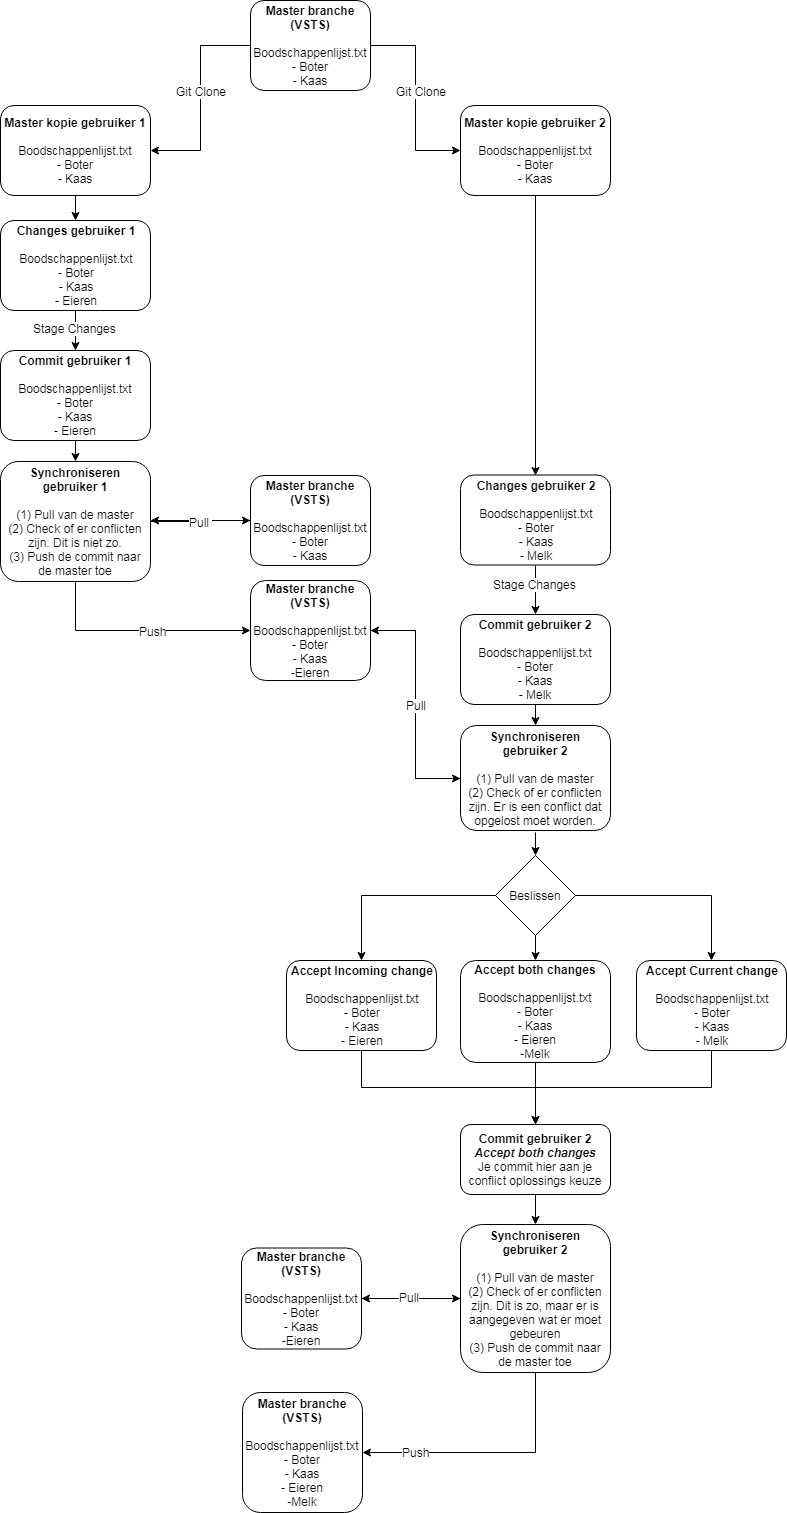 Master branche
(VSTS)
Boodschappenlijst.txt
- Boter
- Kaas
Git Clone
Git Clone
Master kopie gebruiker 1
Boodschappenlijst.txt
- Boter
- Kaas
Master kopie gebruiker 2
Boodschappenlijst.txt
- Boter
- Kaas
Changes gebruiker 1
Boodschappenlijst.txt
- Boter
- Kaas
- Eieren
Stage Changes
Commit gebruiker 1
Boodschappenlijst.txt
- Boter
- Kaas
- Eieren
Synchroniseren
gebruiker 1
(1) Pull van de master
(2) Check of er conflicten
zijn. Dit is niet zo.
(3) Push de commit naar
de master toe
Pull
Master branche
(VSTS)
Boodschappenlijst.txt
- Boter
- Kaas
Changes gebruiker 2
Boodschappenlijst.txt
- Boter
- Kaas
- Melk
Stage Changes
Push
Master branche
(VSTS)
Boodschappenlijst.txt
- Boter
- Kaas
-Eieren
Commit gebruiker 2
Boodschappenlijst.txt
- Boter
- Kaas
- Melk
Pull
Synchroniseren
gebruiker 2
(1) Pull van de master
(2) Check of er conflicten
zijn. Er is een conflict dat
opgelost moet worden.
Beslissen
Accept Incoming change
Boodschappenlijst.txt
- Boter
- Kaas
- Eieren
Accept both changes
Boodschappenlijst.txt
- Boter
- Kaas
- Eieren
-Melk
Accept Current change
Boodschappenlijst.txt
- Boter
- Kaas
- Melk
Commit gebruiker 2
Accept both changes
Je commit hier aan je
conflict oplossings keuze
Synchroniseren
gebruiker 2
(1) Pull van de master
(2) Check of er conflicten
zijn. Dit is zo, maar er is
aangegeven wat er moet
gebeuren
(3) Push de commit naar
de master toe
Pull
Master branche
(VSTS)
Boodschappenlijst.txt
- Boter
- Kaas
-Eieren
Push
Master branche
(VSTS)
Boodschappenlijst.txt
- Boter
- Kaas
- Eieren
-Melk